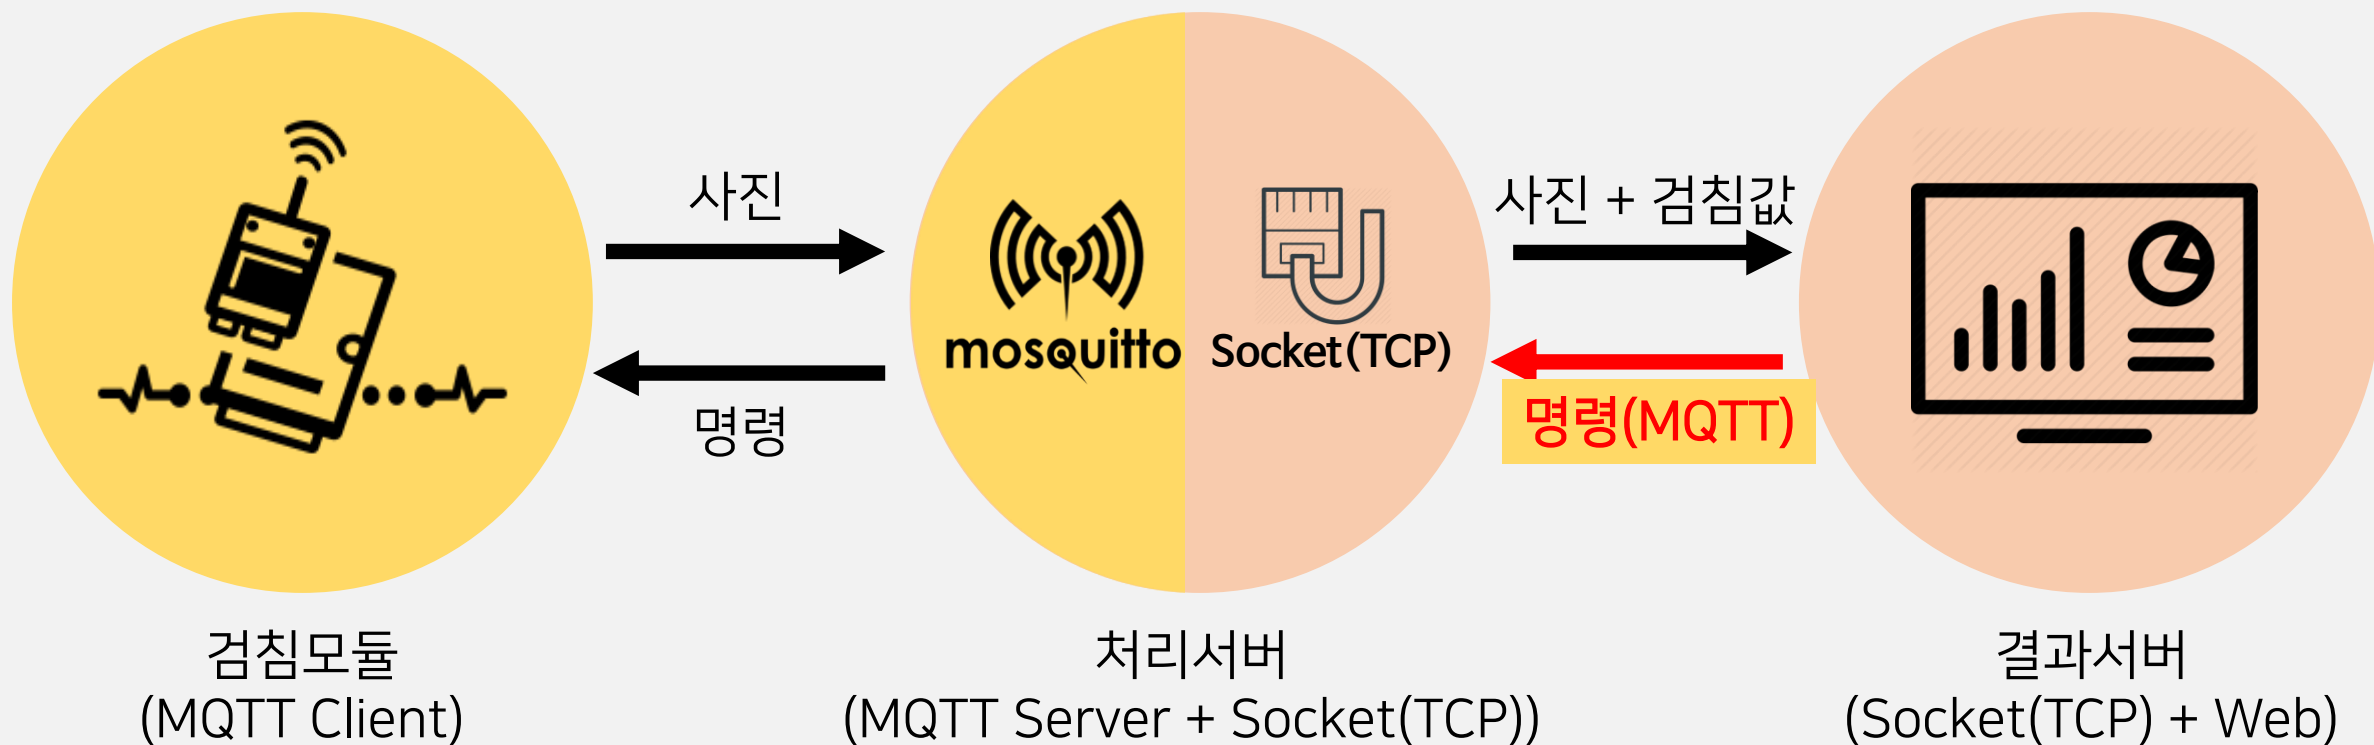 사진
명령
mosquitto
Socket(TCP)
사진 + 검침값
명령(MQTT)
검침모듈
(MQTT Client)
처리서버
(MQTT Server + Socket(TCP))
결과서버
(Socket(TCP) + Web)